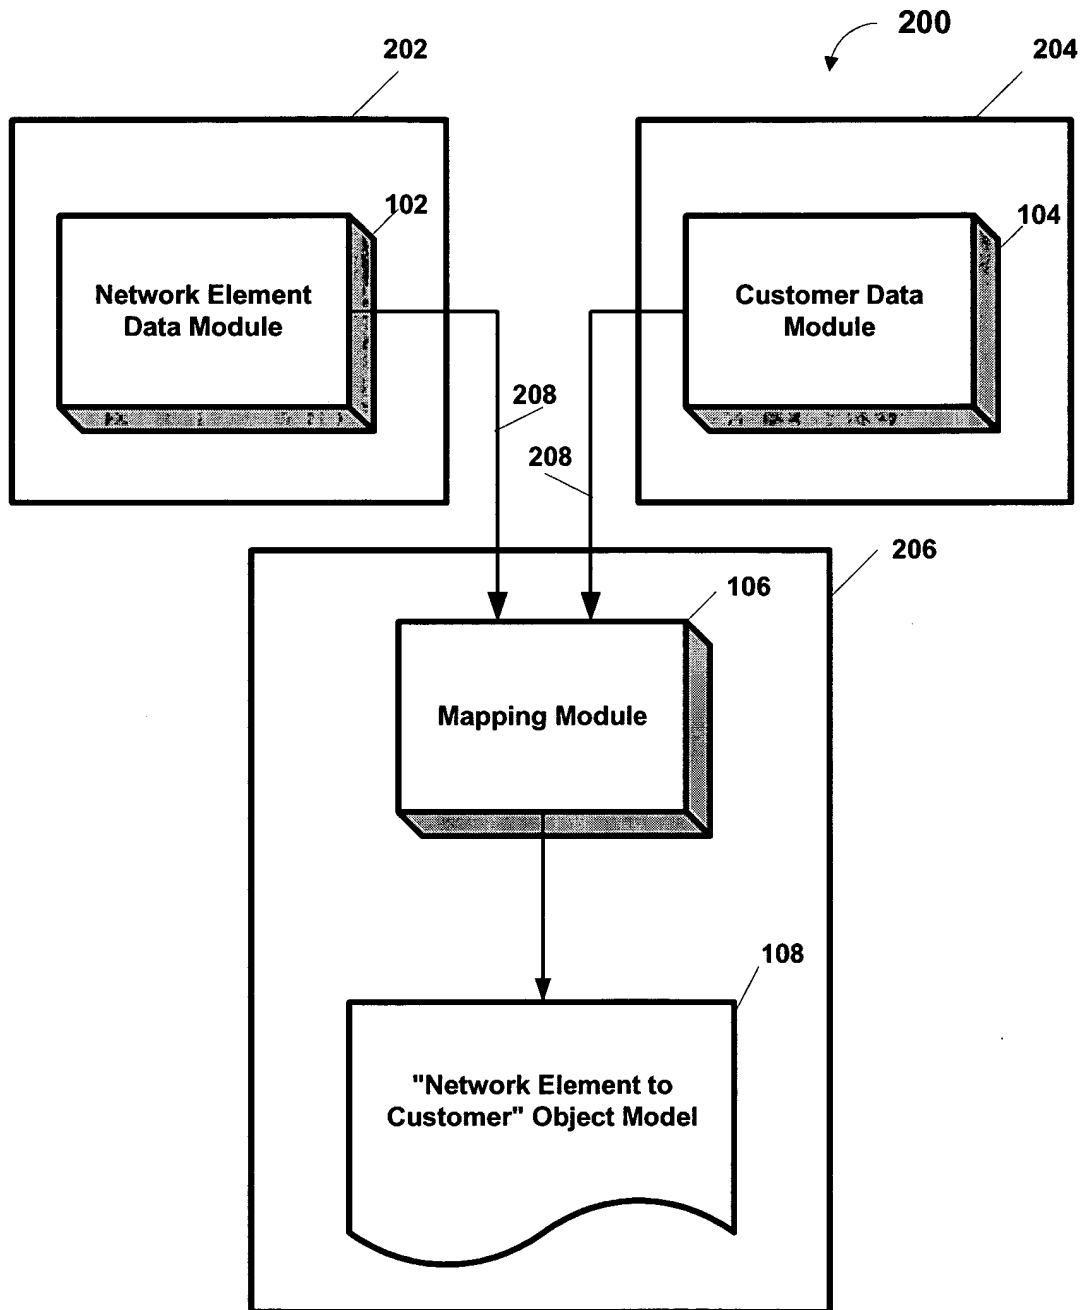 200
202
204
102
104
Network Element
Data Module
Customer Data
Module
208
208
206
106
Mapping Module
108
"Network Element to
Customer" Object Model